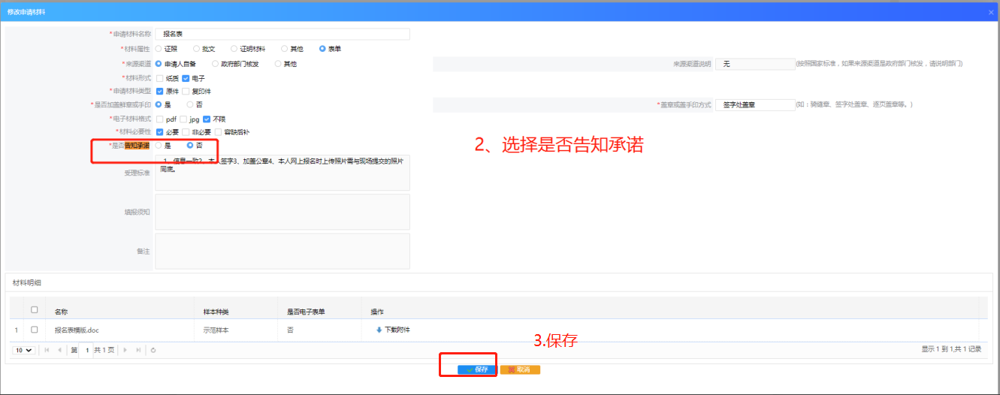 修改申请材料
*申请材料名称 报名表
*材料属性 证照 批文 证明材料 其他 表单
*来源渠道 申请人自备 政府部门核发 其他 来源渠道说明 无 (按照国家标准，如果来源渠道是政府部门核发，请说明部门)
*材料形式 纸质 电子
*申请材料类型 原件 复印件
*是否加盖鲜章或手印 是 否 *盖章或盖手印方式 签字处盖章 (如：骑缝章、签字处盖章、逐页盖章等。)
*电子材料格式 pdf jpg 不限
*材料必要性 必要 非必要 容缺后补
*是否告知承诺 是 否
2、选择是否告知承诺
受理标准
1、信息一致2、本人签字3、加盖公章4、本人网上报名时上传照片需与现场提交的照片
同底。
填报须知
备注
材料明细
名称 样本种类 是否电子表单 操作
1 报名表模版.doc 示范样本 否 下载附件
10 第 1 共 1 页 显示 1 到 1,共 1 记录
3.保存
保存 取消